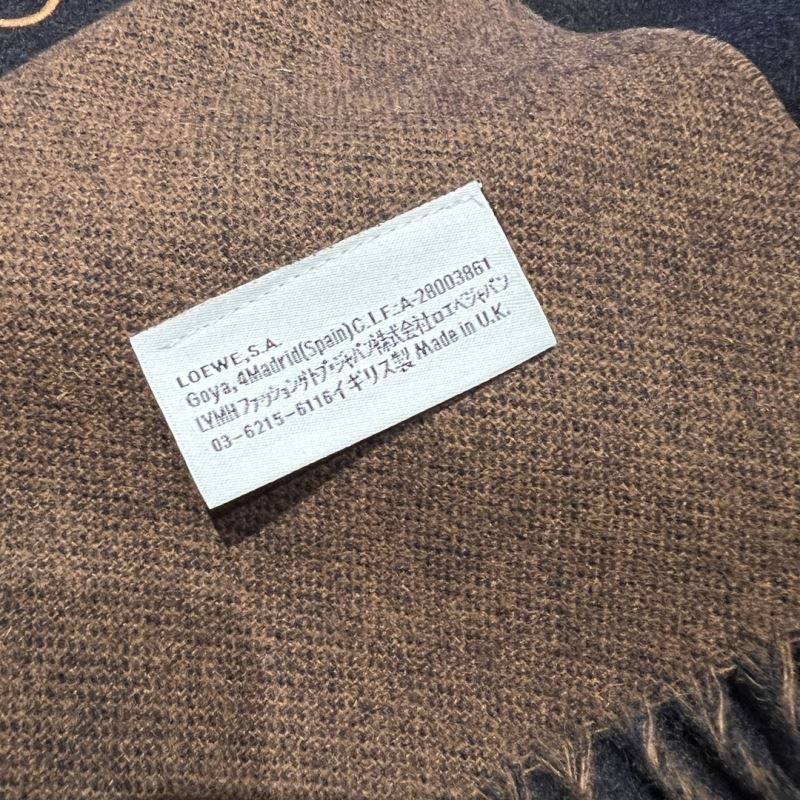 LOEWE,S.A.
Goya, 4Madrid(Spain)C.I.F.:A-28003861
LVMHファッショングループ・ジャパン株式会社ロエベジャパン
03-6215-6116イギリス製 Made in U.K.